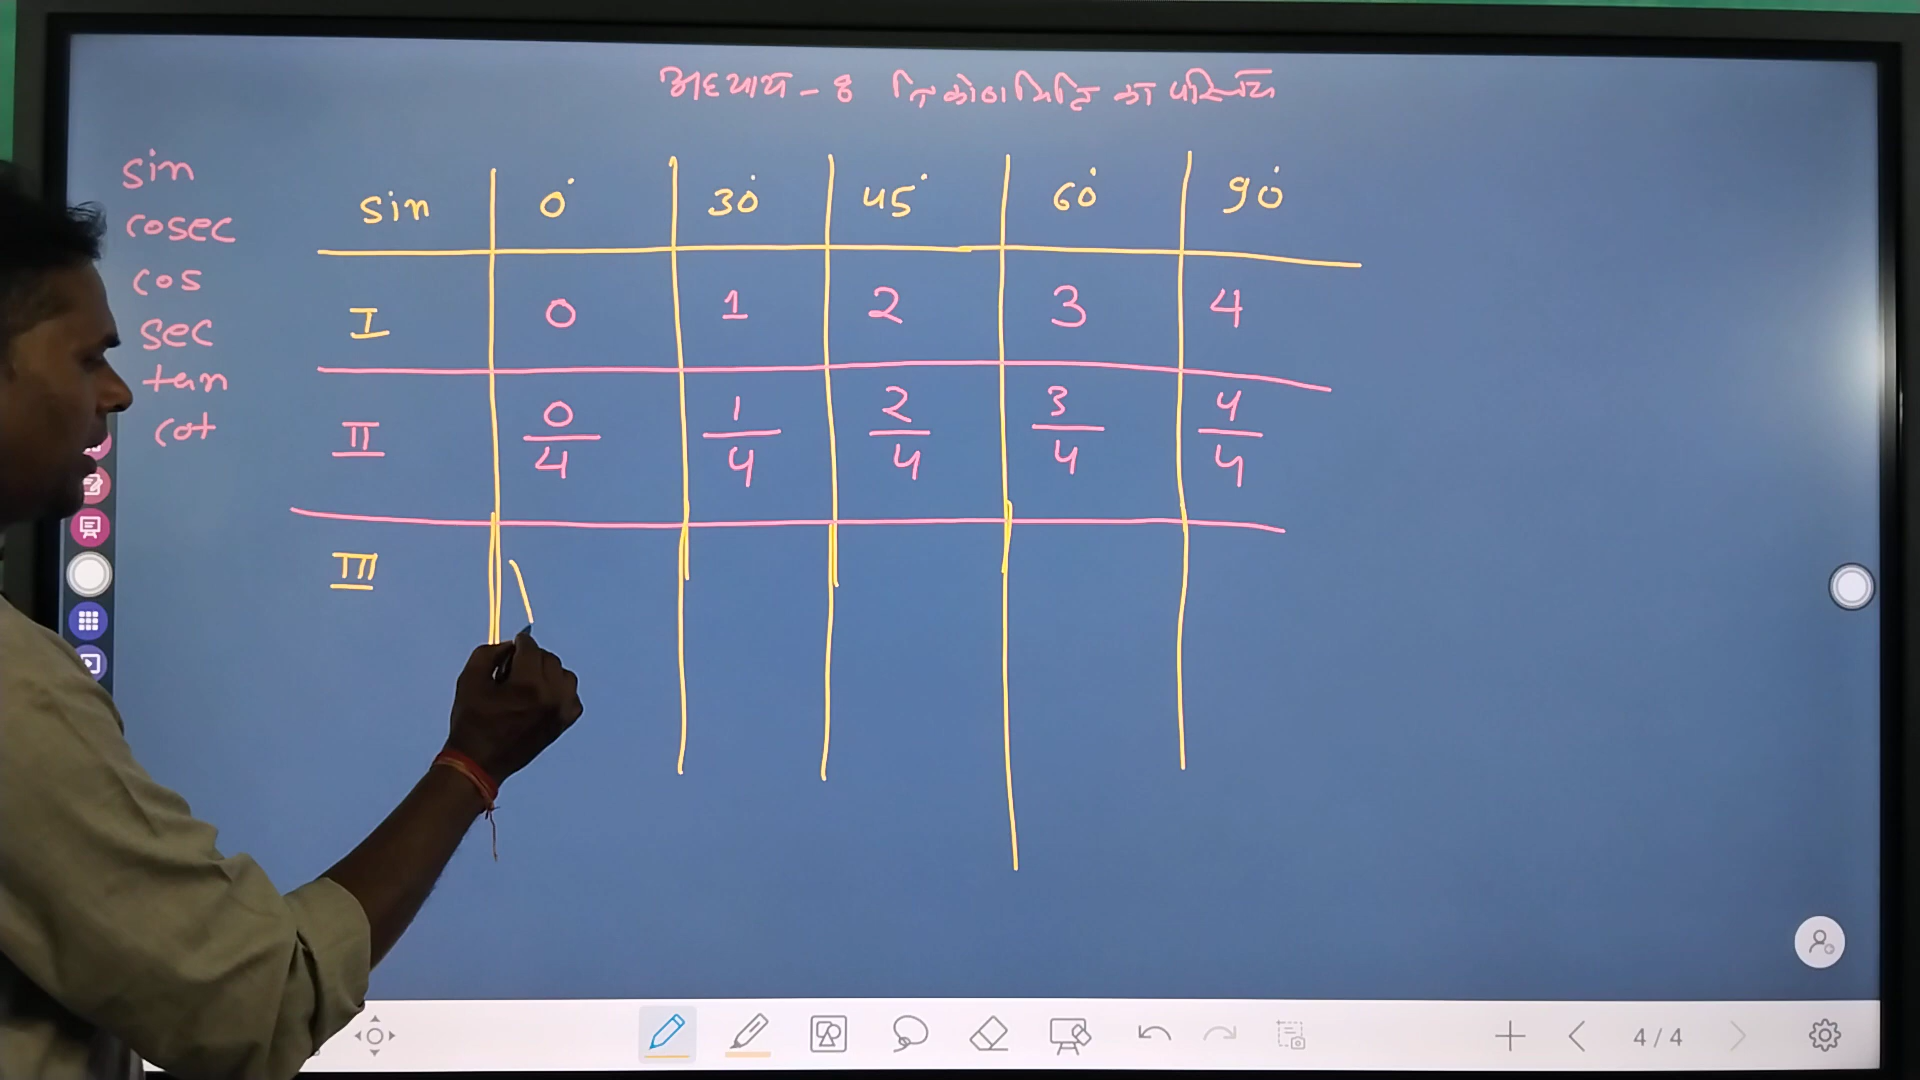 अध्याय - 8 त्रिकोणमिति का परिचय
sin
cosec
cos
sec
tan
cot
sin 0° 30° 45° 60° 90°
I 0 1 2 3 4
II 0/4 1/4 2/4 3/4 4/4
III
4 / 4